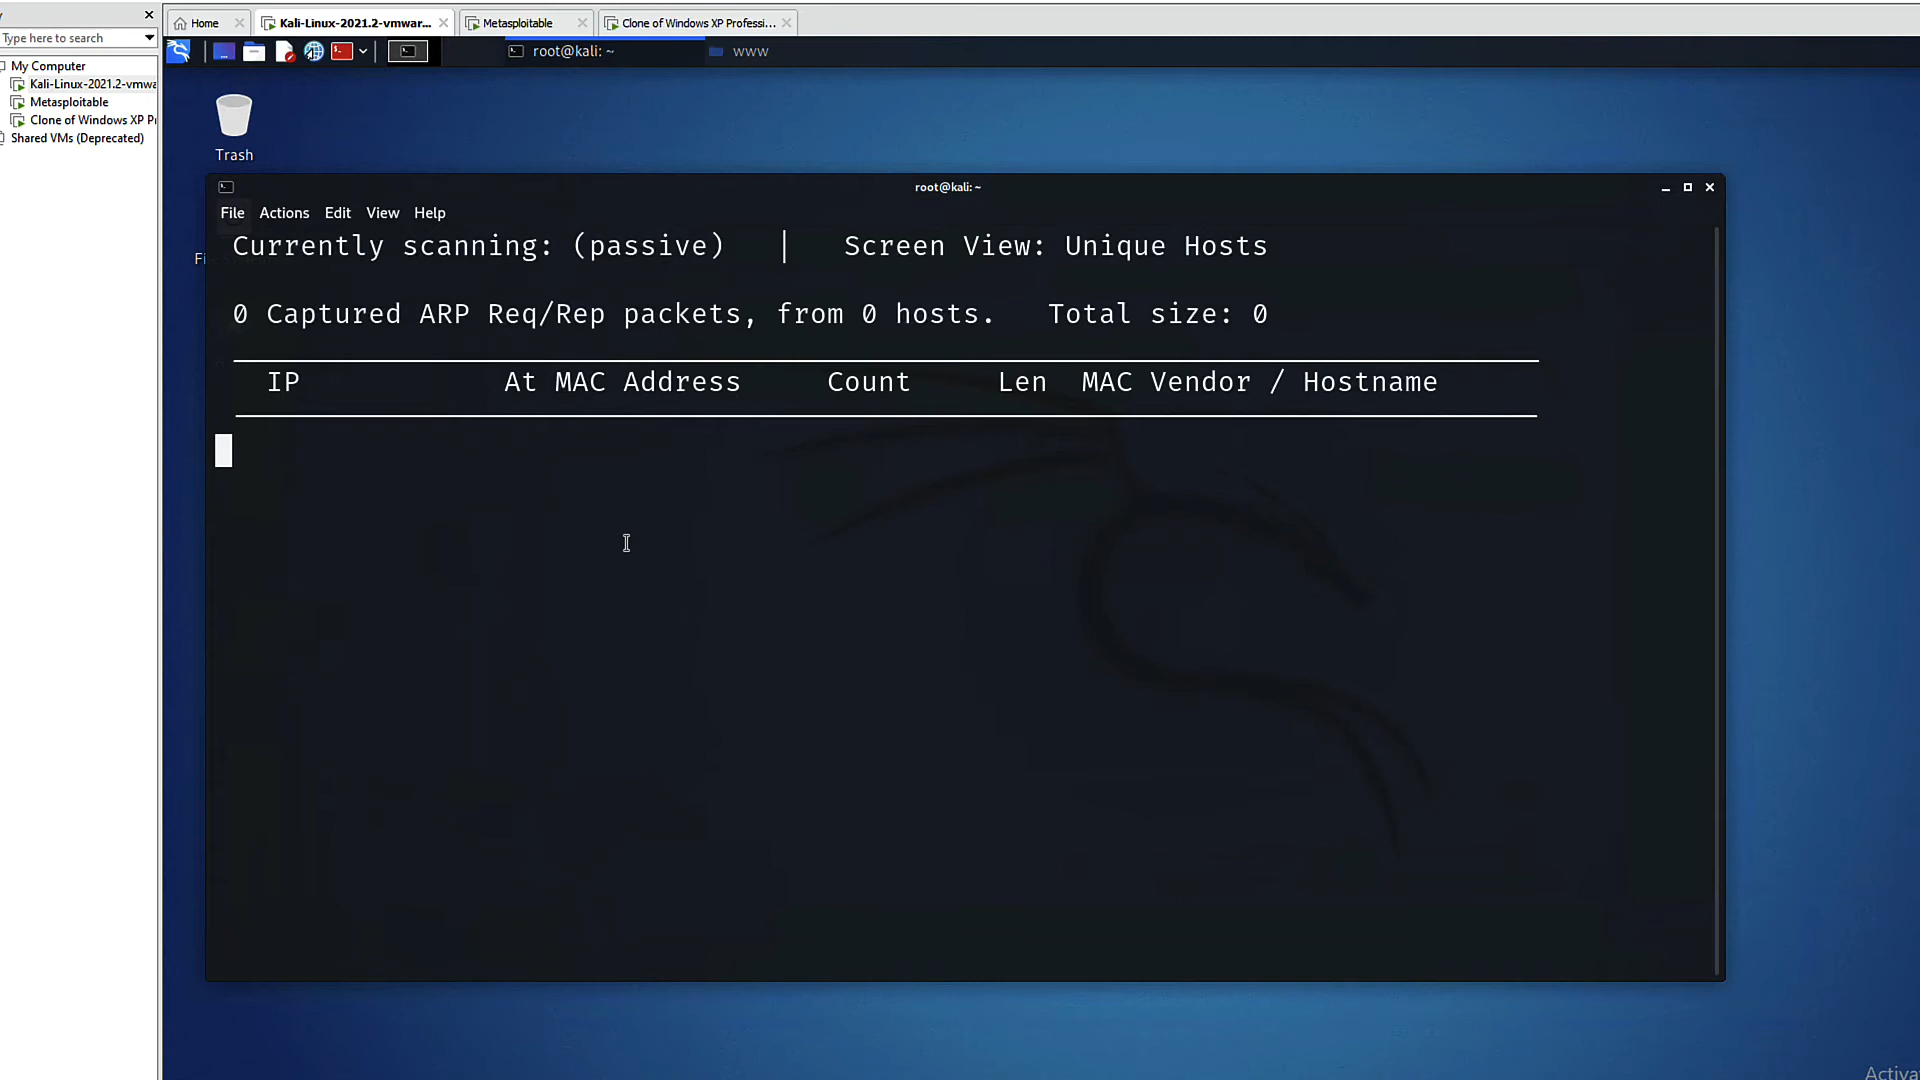 Home
Kali-Linux-2021.2-vmwar...
Metasploitable
Clone of Windows XP Professi...
Type here to search
root@kali: ~
www
My Computer
Kali-Linux-2021.2-vmwa
Metasploitable
Clone of Windows XP Pr
Shared VMs (Deprecated)
Trash
root@kali: ~
File Actions Edit View Help
Currently scanning: (passive) | Screen View: Unique Hosts
Fi
0 Captured ARP Req/Rep packets, from 0 hosts. Total size: 0
IP At MAC Address Count Len MAC Vendor / Hostname
Activa